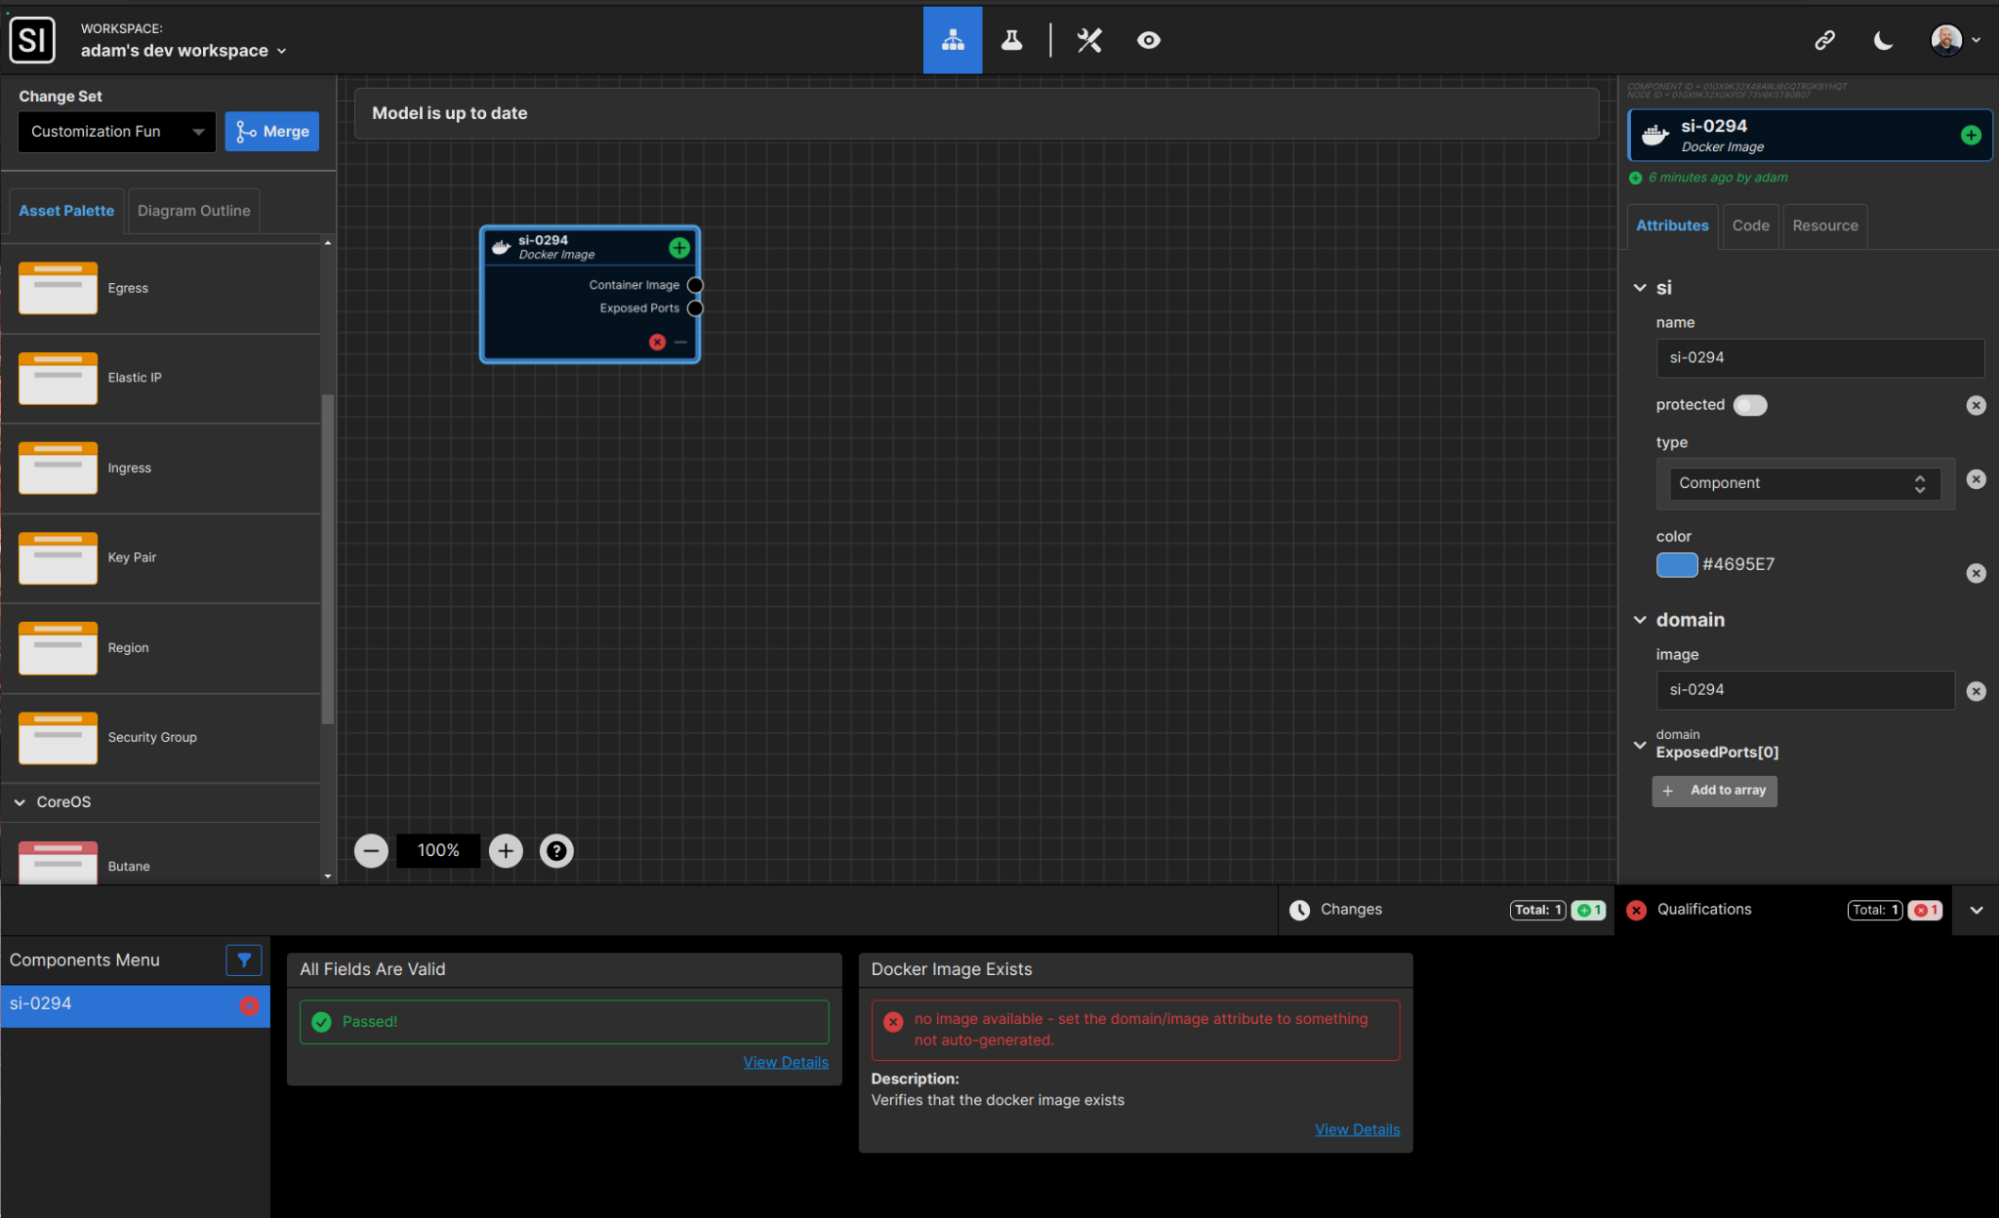 SI
WORKSPACE:
adam's dev workspace
Change Set
Customization Fun
Merge
Asset Palette
Diagram Outline
Egress
Elastic IP
Ingress
Key Pair
Region
Security Group
CoreOS
Butane
Model is up to date
si-0294
Docker Image
Container Image
Exposed Ports
100%
si-0294
Docker Image
6 minutes ago by adam
Attributes
Code
Resource
si
name
si-0294
protected
type
Component
color
#4695E7
domain
image
si-0294
domain
ExposedPorts[0]
+ Add to array
Changes
Total: 1
1
Qualifications
Total: 1
1
Components Menu
si-0294
All Fields Are Valid
Passed!
View Details
Docker Image Exists
no image available - set the domain/image attribute to something
not auto-generated.
Description:
Verifies that the docker image exists
View Details